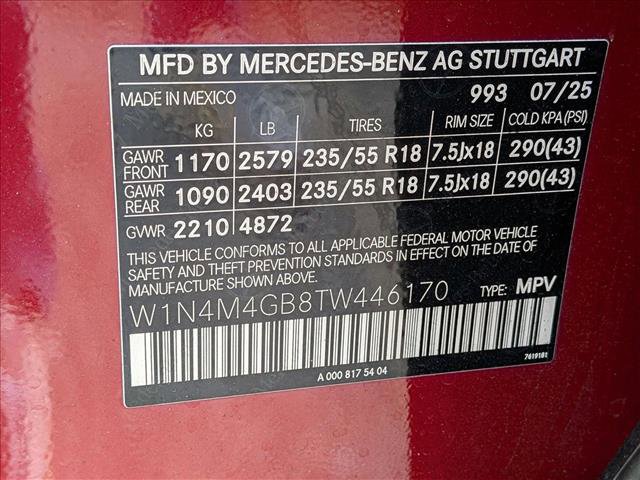 MFD BY MERCEDES-BENZ AG STUTTGART
MADE IN MEXICO 993 07/25
KG LB TIRES RIM SIZE COLD KPA (PSI)
GAWR FRONT 1170 2579 235/55 R18 7.5Jx18 290(43)
GAWR REAR 1090 2403 235/55 R18 7.5Jx18 290(43)
GVWR 2210 4872
THIS VEHICLE CONFORMS TO ALL APPLICABLE FEDERAL MOTOR VEHICLE
SAFETY AND THEFT PREVENTION STANDARDS IN EFFECT ON THE DATE OF
MANUFACTURE SHOWN ABOVE.
W1N4M4GB8TW446170 TYPE: MPV
7619161
A 000 817 54 04